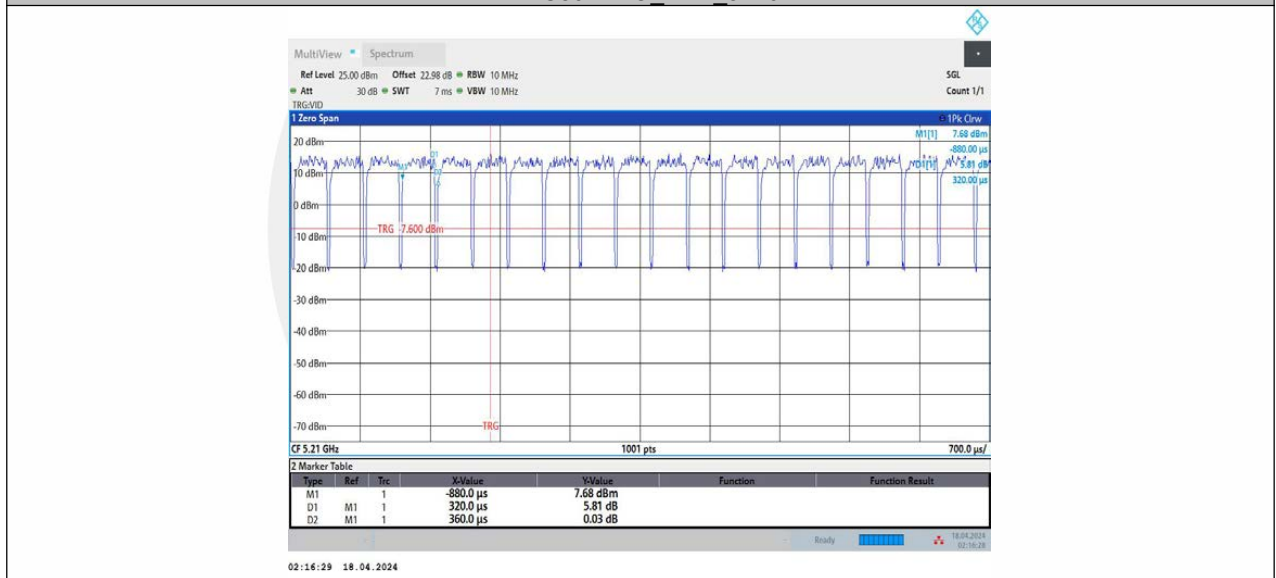 MultiView Spectrum
Ref Level 25.00 dBm Offset 22.98 dB RBW 10 MHz SGL
Att 30 dB SWT 7 ms VBW 10 MHz Count 1/1
TRG:VID
1 Zero Span 1Pk Clrw
M1[1] 7.68 dBm
20 dBm
-880.00 µs
D1
D1[1] 5.81 dB
M1
D2
10 dBm
320.00 µs
0 dBm
TRG -7.600 dBm
-10 dBm
-20 dBm
-30 dBm
-40 dBm
-50 dBm
-60 dBm
-70 dBm
TRG
CF 5.21 GHz 1001 pts 700.0 µs/
2 Marker Table
Type Ref Trc X-Value Y-Value Function Function Result
M1 1 -880.0 µs 7.68 dBm
D1 M1 1 320.0 µs 5.81 dB
D2 M1 1 360.0 µs 0.03 dB
Ready 18.04.2024
02:16:28
02:16:29 18.04.2024